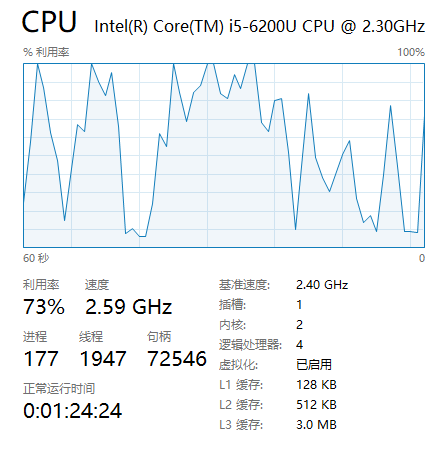 CPU Intel(R) Core(TM) i5-6200U CPU @ 2.30GHz
% 利用率 100%
60 秒 0
利用率 速度 基准速度: 2.40 GHz
73% 2.59 GHz 插槽: 1
内核: 2
进程 线程 句柄 逻辑处理器: 4
177 1947 72546 虚拟化: 已启用
正常运行时间 L1 缓存: 128 KB
0:01:24:24 L2 缓存: 512 KB
L3 缓存: 3.0 MB